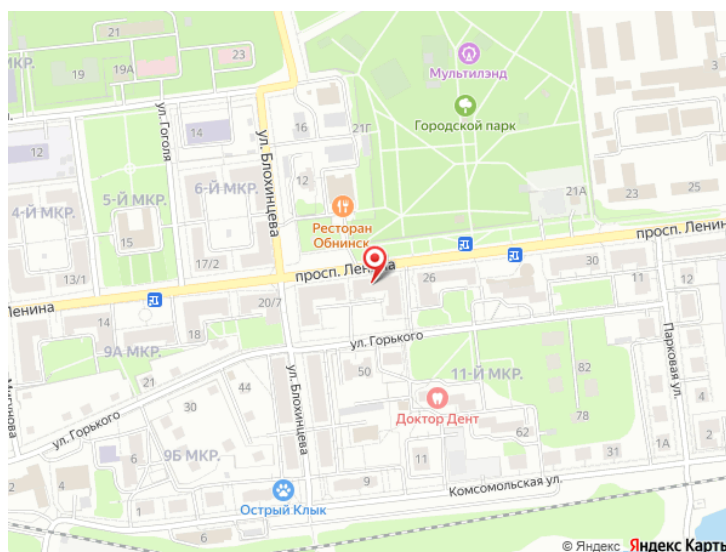 21
23
19А
19
МКР.
ул. Гоголя
14
12
16
21Г
12
Мультилэнд
Городской парк
3
21А
23
25
4-Й МКР.
5-Й МКР.
6-Й МКР.
ул. Блохинцева
15
17/2
13/1
Ресторан
Обнинск
просп. Ленина
просп. Ленин
Ленина
26
30
32
14
18
20/7
9А МКР.
ул. Горького
21
44
30
50
11-Й МКР.
82
78
62
31
1А
Парковая ул.
Доктор Дент
ул. Блохинцева
ул. Горького
9Б МКР.
6
4
1
9
11
Острый Клык
Комсомольская ул.
6
© Яндекс Яндекс Карты